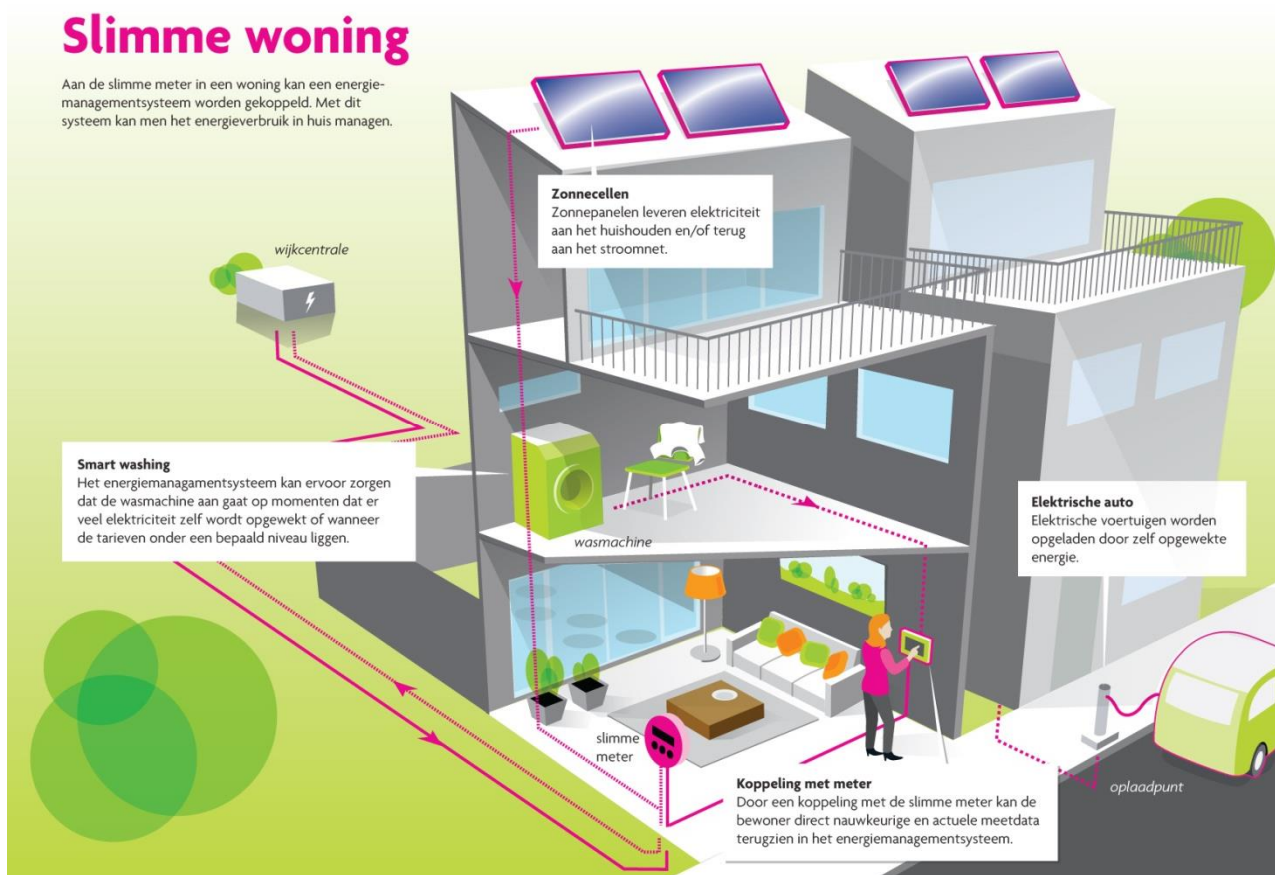 Slimme woning
Aan de slimme meter in een woning kan een energie-
managementsysteem worden gekoppeld. Met dit
systeem kan men het energieverbruik in huis managen.
Zonnecellen
Zonnepanelen leveren elektriciteit
aan het huishouden en/of terug
aan het stroomnet.
wijkcentrale
Smart washing
Het energiemanagamentsysteem kan ervoor zorgen
dat de wasmachine aan gaat op momenten dat er
veel elektriciteit zelf wordt opgewekt of wanneer
de tarieven onder een bepaald niveau liggen.
wasmachine
Elektrische auto
Elektrische voertuigen worden
opgeladen door zelf opgewekte
energie.
slimme
meter
Koppeling met meter
Door een koppeling met de slimme meter kan de
bewoner direct nauwkeurige en actuele meetdata
terugzien in het energiemanagementsysteem.
oplaadpunt